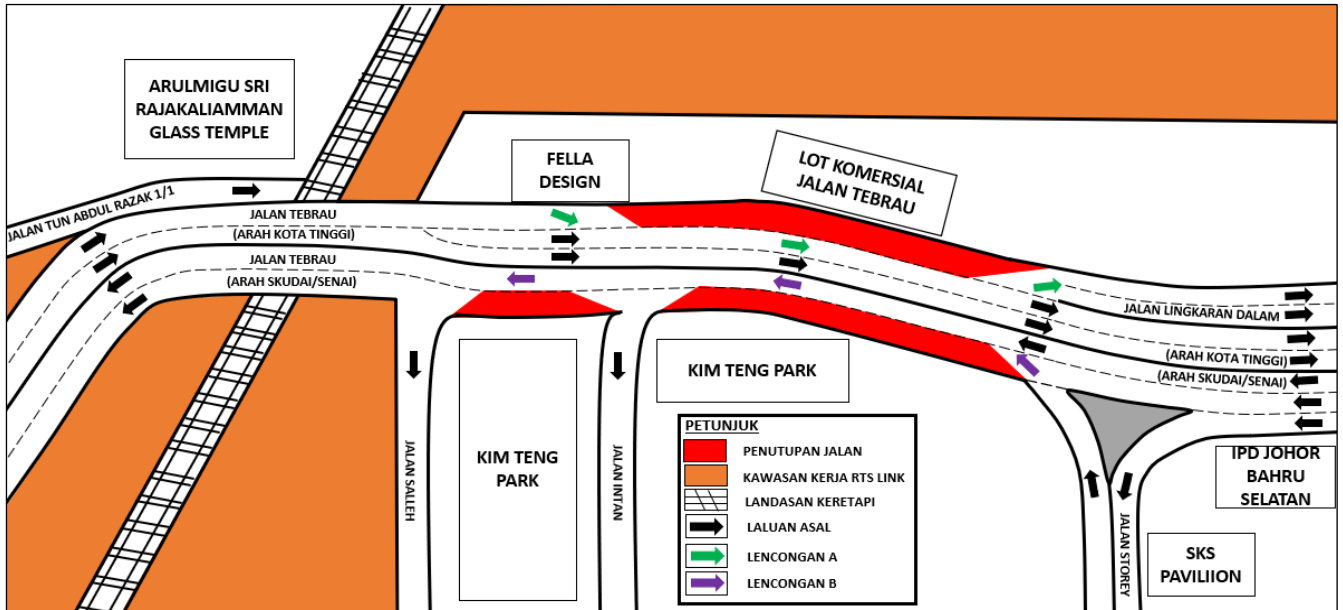 ARULMIGU SRI
RAJAKALIAMMAN
GLASS TEMPLE
FELLA
DESIGN
LOT KOMERSIAL
JALAN TEBRAU
JALAN TUN ABDUL RAZAK 1/1
JALAN TEBRAU
(ARAH KOTA TINGGI)
JALAN TEBRAU
(ARAH SKUDAI/SENAI)
JALAN LINGKARAN DALAM
(ARAH KOTA TINGGI)
(ARAH SKUDAI/SENAI)
KIM TENG PARK
KIM TENG
PARK
JALAN SALLEH
JALAN INTAN
JALAN STOREY
IPD JOHOR
BAHRU
SELATAN
SKS
PAVILIION
PETUNJUK
PENUTUPAN JALAN
KAWASAN KERJA RTS LINK
LANDASAN KERETAPI
LALUAN ASAL
LENCONGAN A
LENCONGAN B